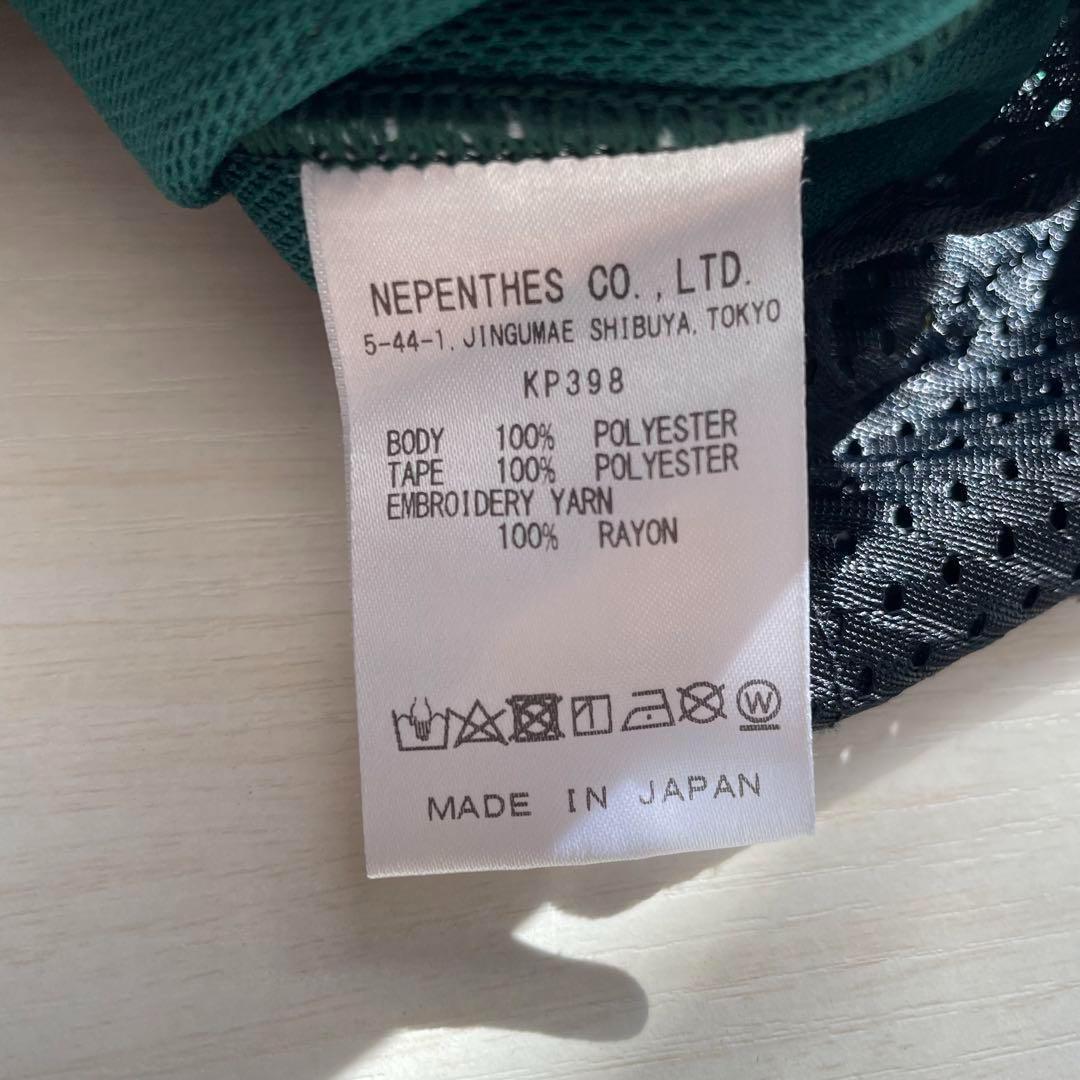 NEPENTHES CO., LTD.
5-44-1, JINGUMAE SHIBUYA, TOKYO
KP398
BODY 100% POLYESTER
TAPE 100% POLYESTER
EMBROIDERY YARN
100% RAYON
W
MADE IN JAPAN